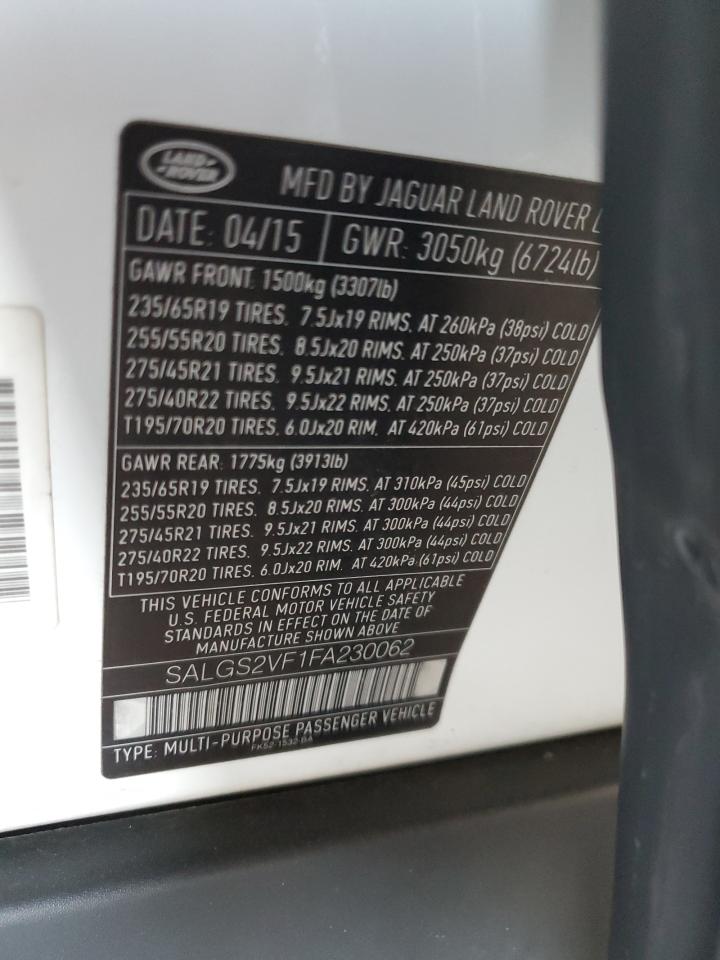 LAND
ROVER
MFD BY JAGUAR LAND ROVER
DATE: 04/15 GWR: 3050kg (6724lb)
GAWR FRONT: 1500kg (3307lb)
235/65R19 TIRES. 7.5Jx19 RIMS. AT 260kPa (38psi) COLD
255/55R20 TIRES. 8.5Jx20 RIMS. AT 250kPa (37psi) COLD
275/45R21 TIRES. 9.5Jx21 RIMS. AT 250kPa (37psi) COLD
275/40R22 TIRES. 9.5Jx22 RIMS. AT 250kPa (37psi) COLD
T195/70R20 TIRES. 6.0Jx20 RIM. AT 420kPa (61psi) COLD
GAWR REAR: 1775kg (3913lb)
235/65R19 TIRES. 7.5Jx19 RIMS. AT 310kPa (45psi) COLD
255/55R20 TIRES. 8.5Jx20 RIMS. AT 300kPa (44psi) COLD
275/45R21 TIRES. 9.5Jx21 RIMS. AT 300kPa (44psi) COLD
275/40R22 TIRES. 9.5Jx22 RIMS. AT 300kPa (44psi) COLD
T195/70R20 TIRES. 6.0Jx20 RIM. AT 420kPa (61psi) COLD
THIS VEHICLE CONFORMS TO ALL APPLICABLE
U.S. FEDERAL MOTOR VEHICLE SAFETY
STANDARDS IN EFFECT ON THE DATE OF
MANUFACTURE SHOWN ABOVE
SALGS2VF1FA230062
TYPE: MULTI-PURPOSE PASSENGER VEHICLE
FK52-1532-BA